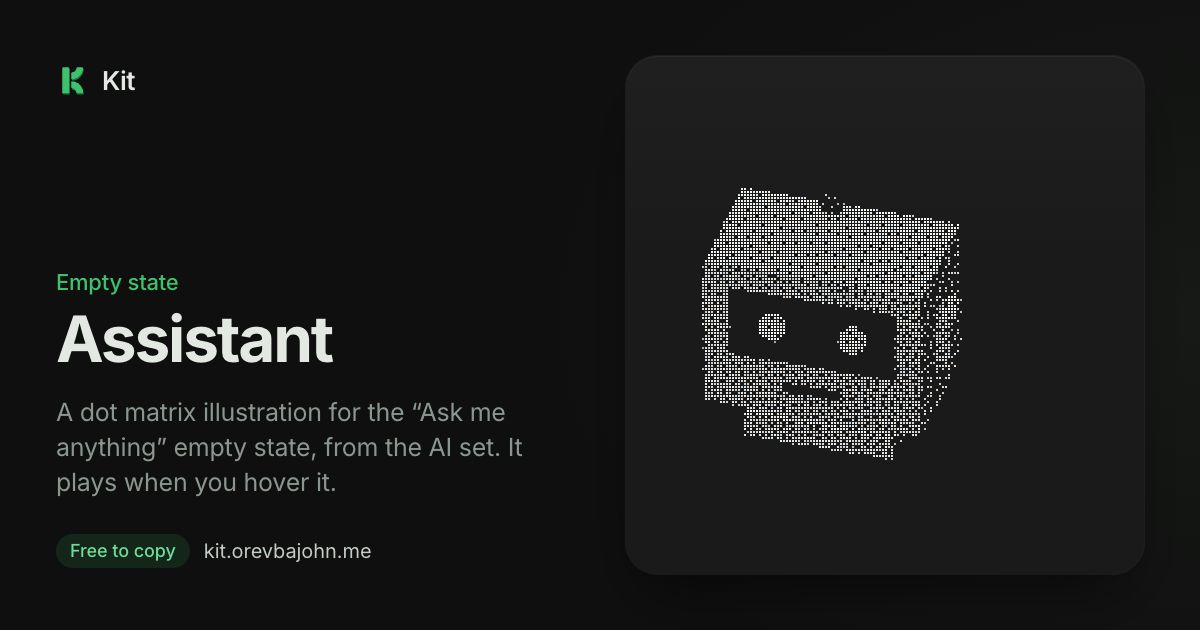 Kit
Empty state
Assistant
A dot matrix illustration for the “Ask me
anything” empty state, from the AI set. It
plays when you hover it.
Free to copy
kit.orevbajohn.me